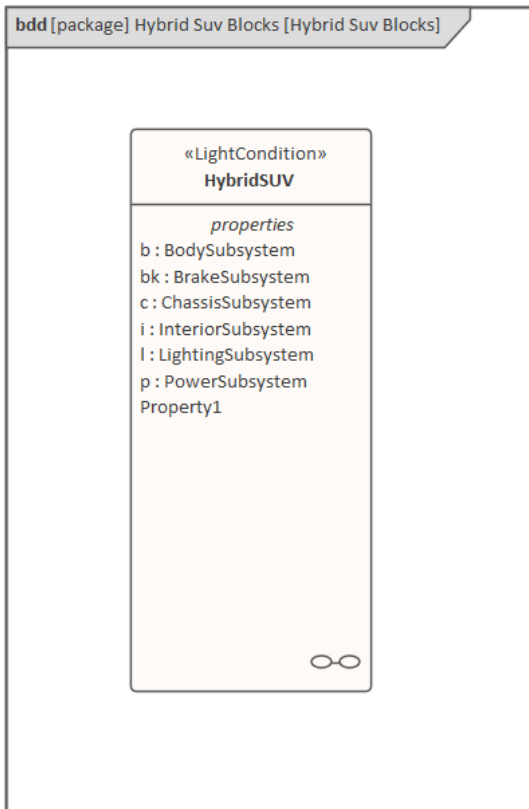 bdd [package] Hybrid Suv Blocks [Hybrid Suv Blocks]
«LightCondition»
HybridSUV
properties
b : BodySubsystem
bk : BrakeSubsystem
c : ChassisSubsystem
i : InteriorSubsystem
l : LightingSubsystem
p : PowerSubsystem
Property1